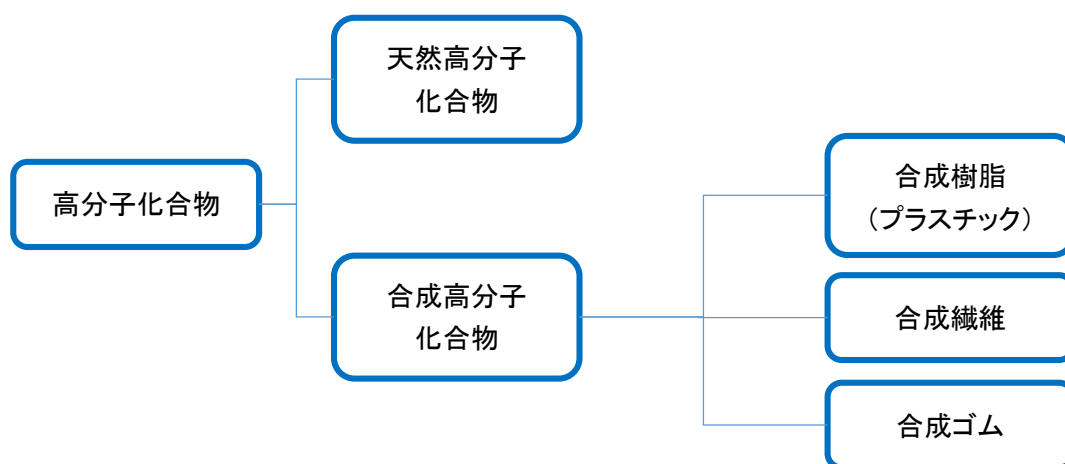 天然高分子
化合物
高分子化合物
合成高分子
化合物
合成樹脂
(プラスチック)
合成繊維
合成ゴム